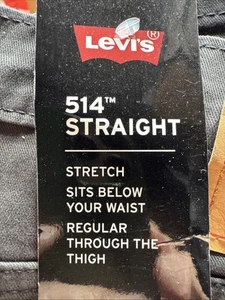 Levi's®
514™
STRAIGHT
STRETCH
SITS BELOW
YOUR WAIST
REGULAR
THROUGH THE
THIGH